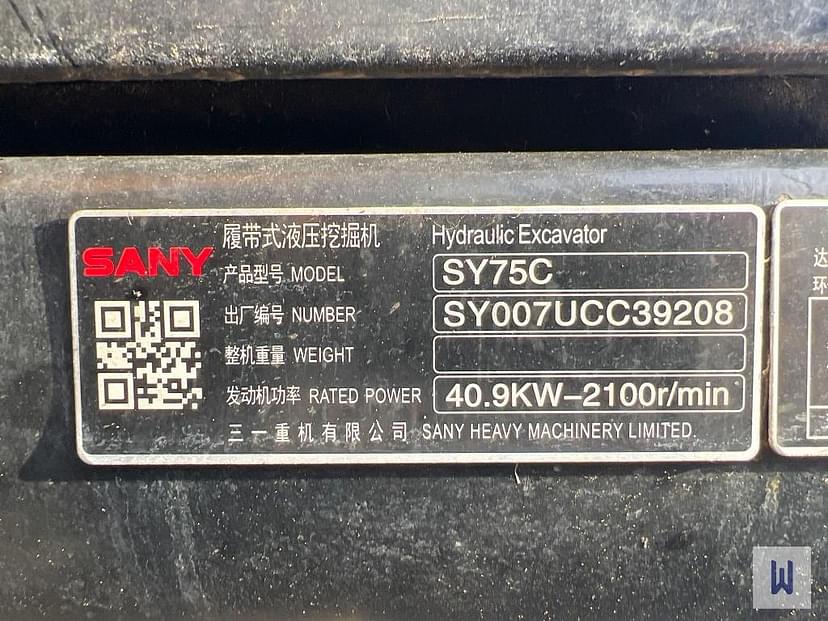 SANY
履带式液压挖掘机 Hydraulic Excavator
产品型号 MODEL SY75C
出厂编号 NUMBER SY007UCC39208
整机重量 WEIGHT
发动机功率 RATED POWER 40.9KW-2100r/min
三一重机有限公司 SANY HEAVY MACHINERY LIMITED
达
环
W